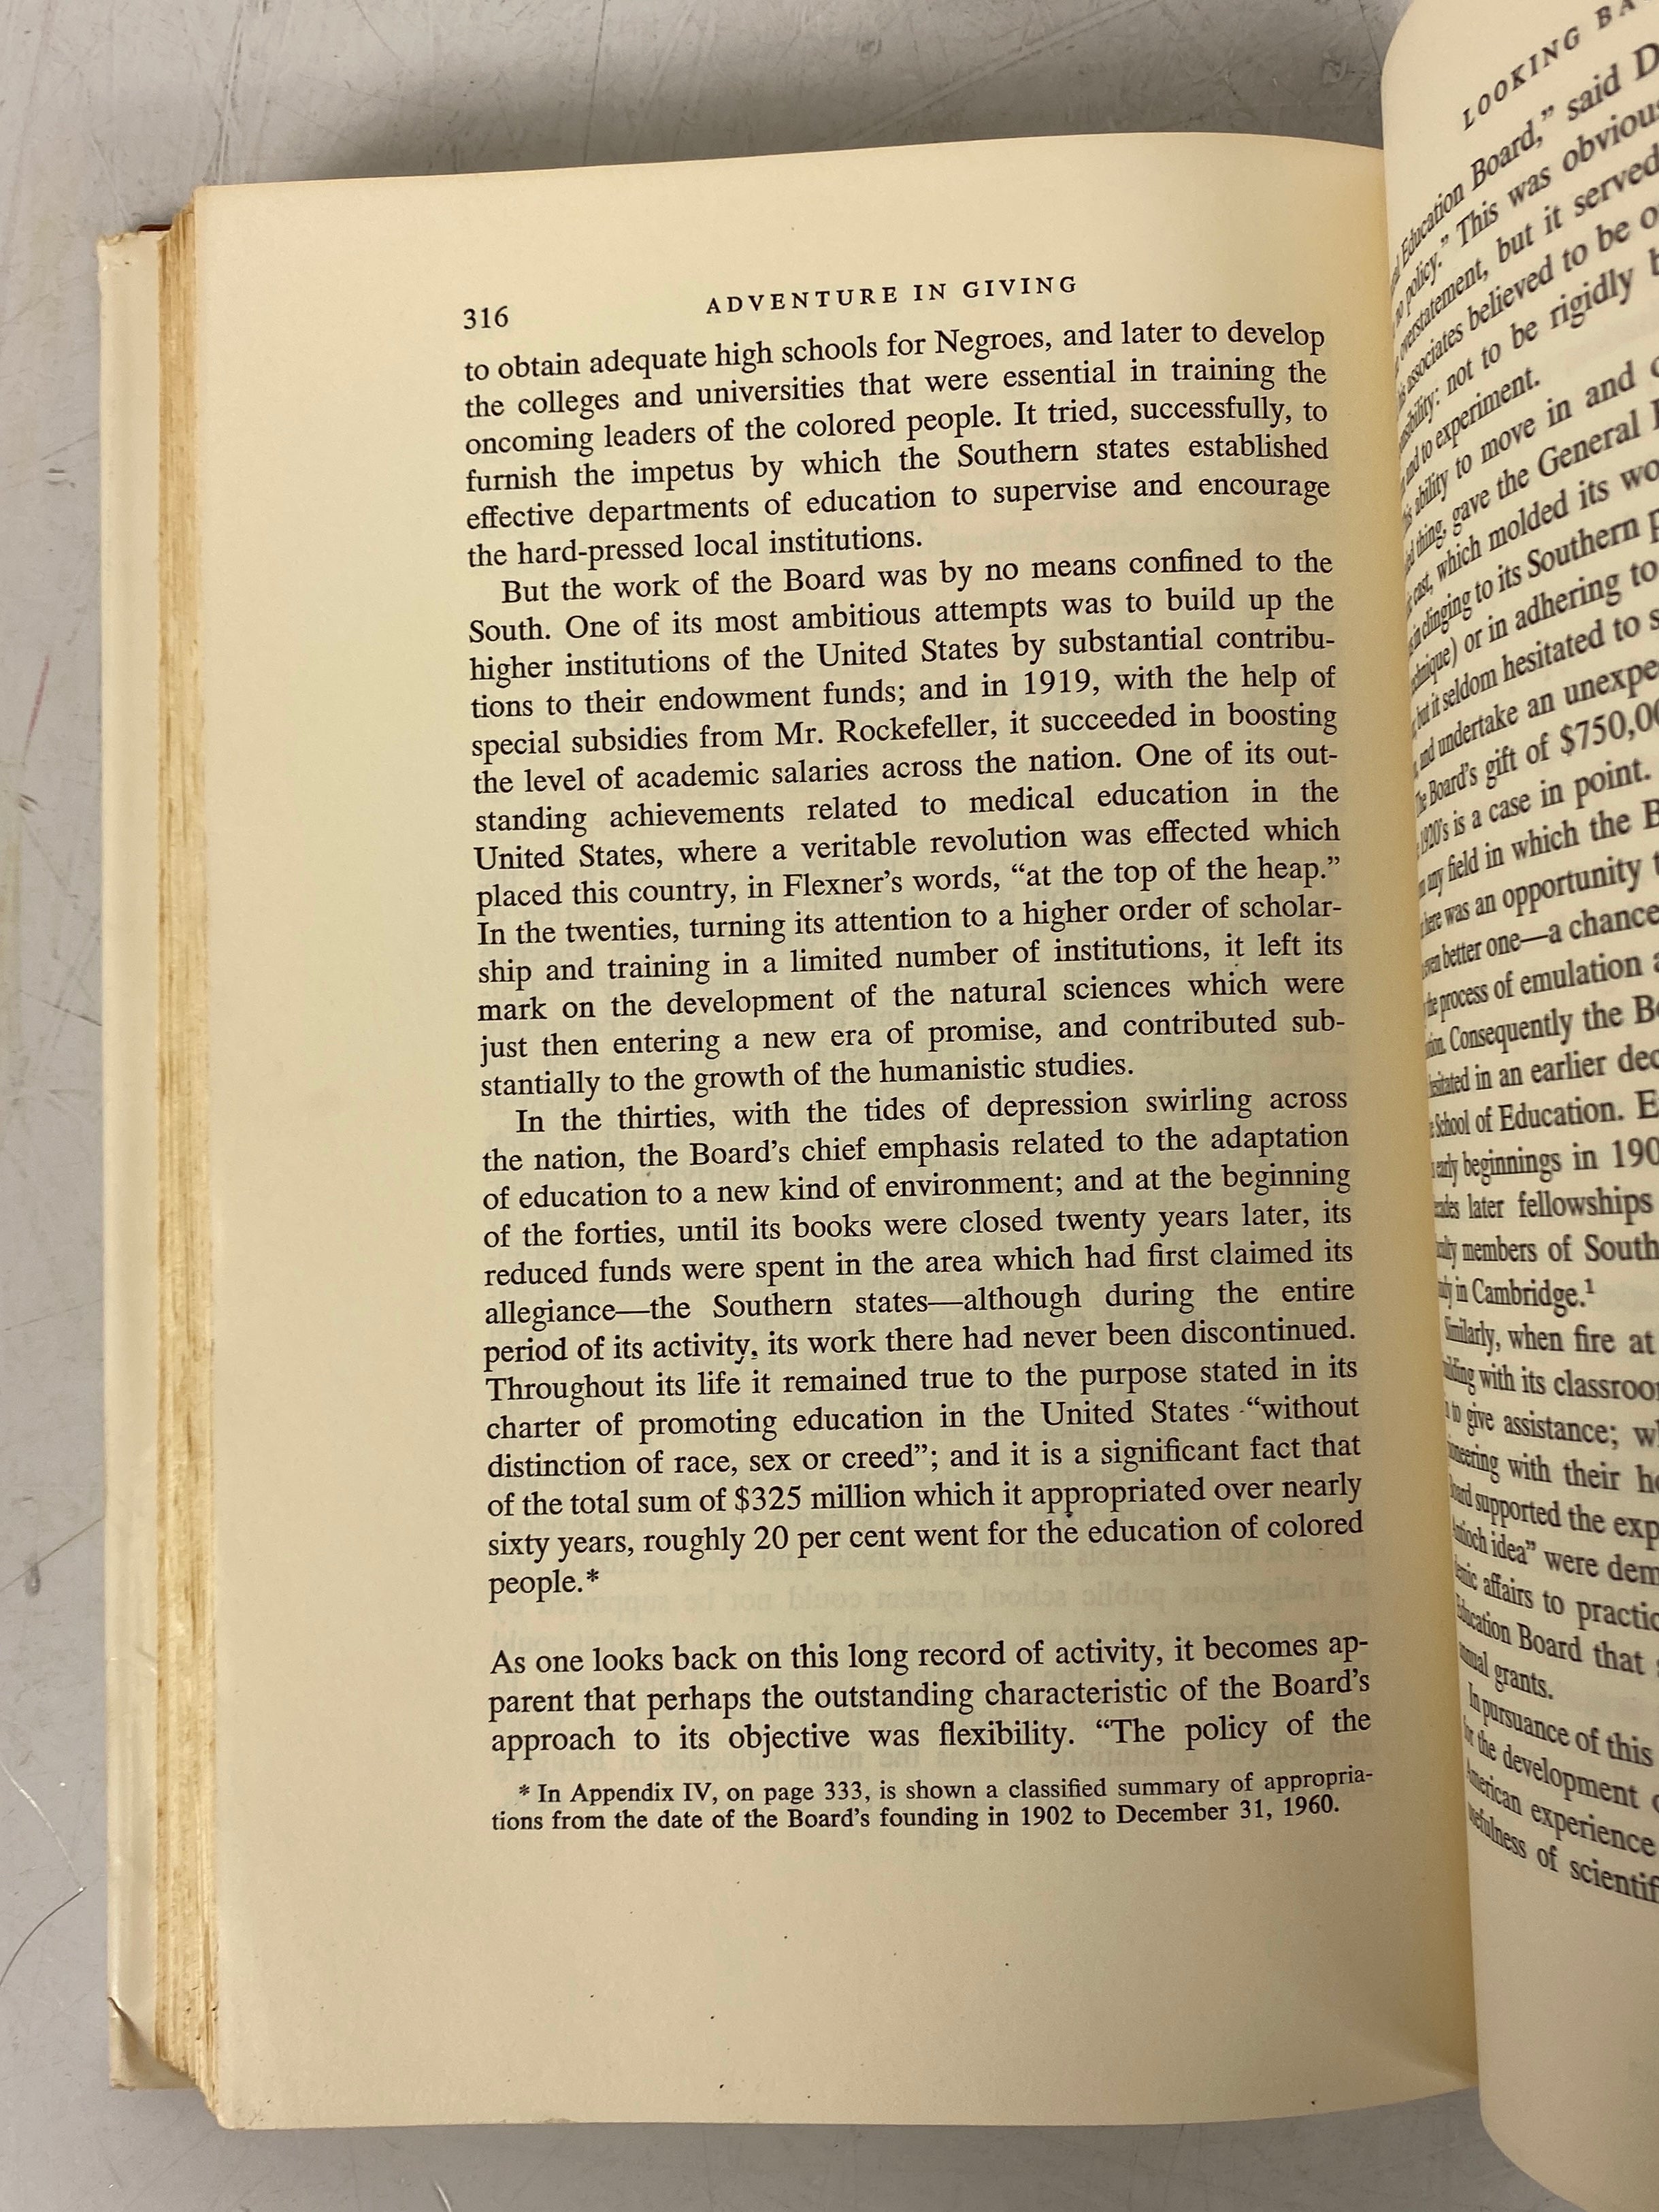 316
ADVENTURE IN GIVING
to obtain adequate high schools for Negroes, and later to develop
the colleges and universities that were essential in training the
oncoming leaders of the colored people. It tried, successfully, to
furnish the impetus by which the Southern states established
effective departments of education to supervise and encourage
the hard-pressed local institutions.
But the work of the Board was by no means confined to the
South. One of its most ambitious attempts was to build up the
higher institutions of the United States by substantial contribu-
tions to their endowment funds; and in 1919, with the help of
special subsidies from Mr. Rockefeller, it succeeded in boosting
the level of academic salaries across the nation. One of its out-
standing achievements related to medical education in the
United States, where a veritable revolution was effected which
placed this country, in Flexner's words, “at the top of the heap.”
In the twenties, turning its attention to a higher order of scholar-
ship and training in a limited number of institutions, it left its
mark on the development of the natural sciences which were
just then entering a new era of promise, and contributed sub-
stantially to the growth of the humanistic studies.
In the thirties, with the tides of depression swirling across
the nation, the Board's chief emphasis related to the adaptation
of education to a new kind of environment; and at the beginning
of the forties, until its books were closed twenty years later, its
reduced funds were spent in the area which had first claimed its
allegiance—the Southern states—although during the entire
period of its activity, its work there had never been discontinued.
Throughout its life it remained true to the purpose stated in its
charter of promoting education in the United States “without
distinction of race, sex or creed”; and it is a significant fact that
of the total sum of $325 million which it appropriated over nearly
sixty years, roughly 20 per cent went for the education of colored
people.*
As one looks back on this long record of activity, it becomes ap-
parent that perhaps the outstanding characteristic of the Board's
approach to its objective was flexibility. “The policy of the
* In Appendix IV, on page 333, is shown a classified summary of appropria-
tions from the date of the Board's founding in 1902 to December 31, 1960.
LOOKING
Education Board,” said
policy.” This was
overstatement, but it served
associates believed to be
not to be rigidly
and to experiment.
ability to move in and
thing, gave the General
cast, which molded its
clinging to its Southern
or in adhering to
but it seldom hesitated to
and undertake an
Board's gift of
1920's is a case in point.
my field in which the
was an opportunity
even better one—a chance
process of emulation
Consequently the
in an earlier
School of Education.
early beginnings in
later fellowships
members of
in Cambridge.¹
Similarly, when fire at
with its
to give assistance;
with their
supported the
idea” were
affairs to
Education Board that
grants.
In pursuance of this
the development
American experience
of